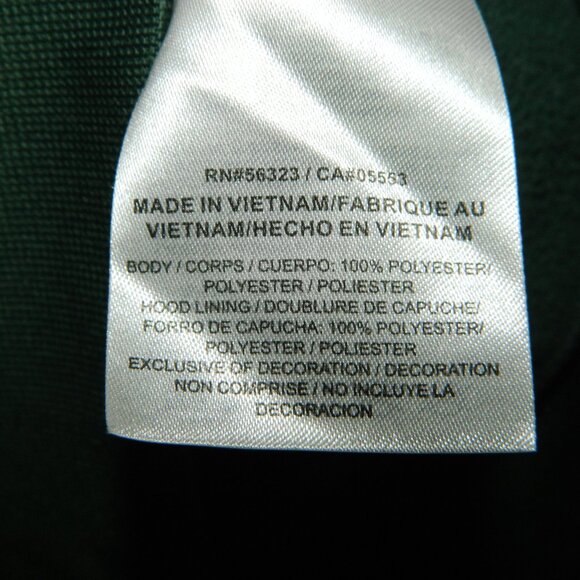 RN#56323 / CA#05553
MADE IN VIETNAM/FABRIQUE AU
VIETNAM/HECHO EN VIETNAM
BODY / CORPS / CUERPO: 100% POLYESTER/
POLYESTER / POLIESTER
HOOD LINING / DOUBLURE DE CAPUCHE/
FORRO DE CAPUCHA: 100% POLYESTER/
POLYESTER / POLIESTER
EXCLUSIVE OF DECORATION / DECORATION
NON COMPRISE / NO INCLUYE LA
DECORACION